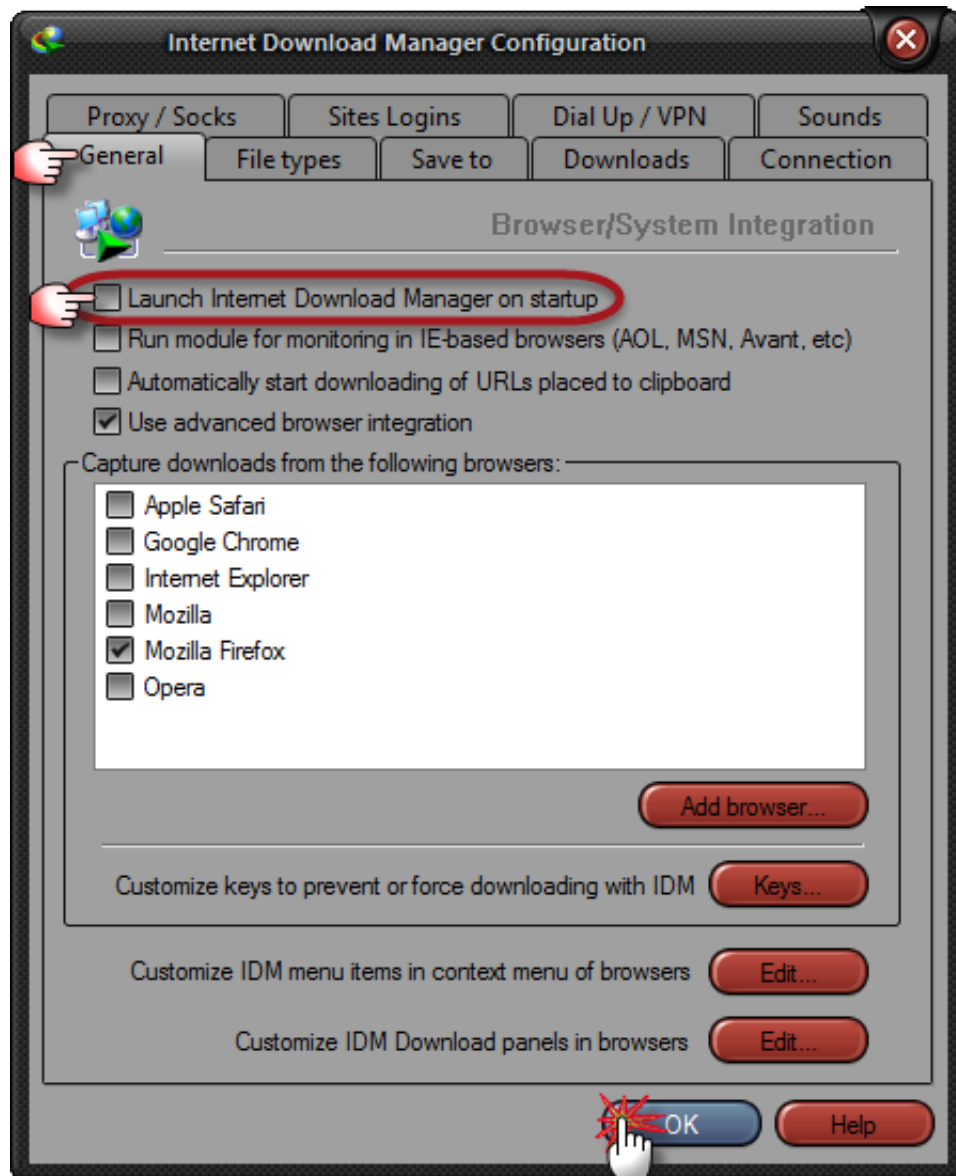 Internet Download Manager Configuration
Proxy / Socks Sites Logins Dial Up / VPN Sounds
General File types Save to Downloads Connection
Browser/System Integration
Launch Internet Download Manager on startup
Run module for monitoring in IE-based browsers (AOL, MSN, Avant, etc)
Automatically start downloading of URLs placed to clipboard
Use advanced browser integration
Capture downloads from the following browsers:
Apple Safari
Google Chrome
Internet Explorer
Mozilla
Mozilla Firefox
Opera
Add browser...
Customize keys to prevent or force downloading with IDM Keys...
Customize IDM menu items in context menu of browsers Edit...
Customize IDM Download panels in browsers Edit...
OK Help